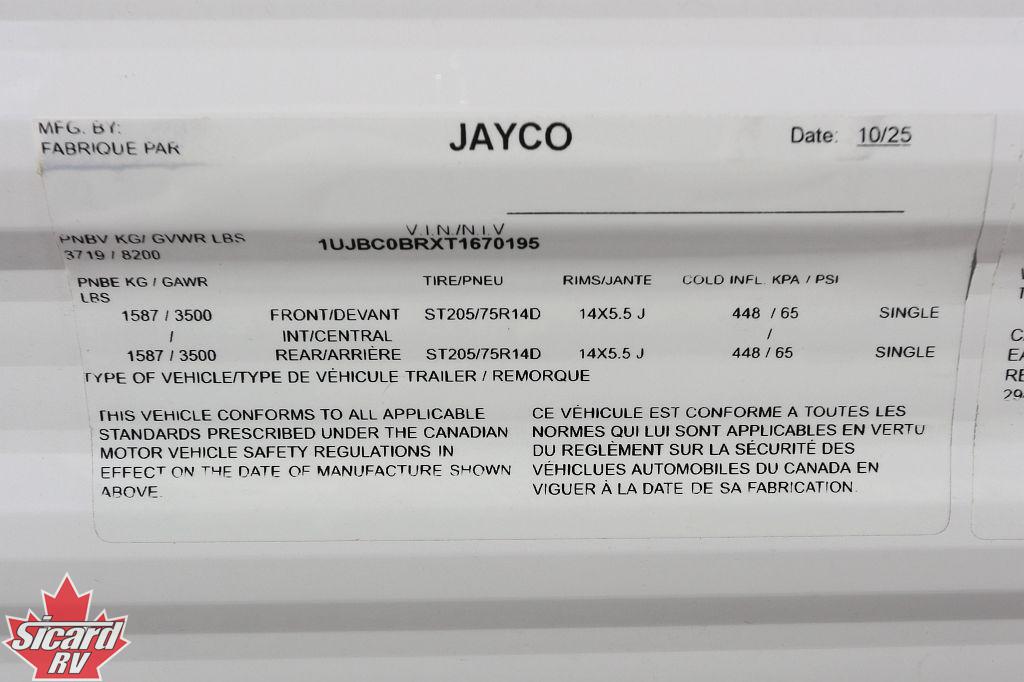 MFG. BY:
FABRIQUE PAR
JAYCO
Date: 10/25
V.I.N./N.I.V
PNBV KG/ GVWR LBS
3719 / 8200
1UJBC0BRXT1670195
PNBE KG / GAWR LBS TIRE/PNEU RIMS/JANTE COLD INFL. KPA / PSI
1587 / 3500 FRONT/DEVANT ST205/75R14D 14X5.5 J 448 / 65 SINGLE
/ INT/CENTRAL /
1587 / 3500 REAR/ARRIÈRE ST205/75R14D 14X5.5 J 448 / 65 SINGLE
TYPE OF VEHICLE/TYPE DE VÉHICULE TRAILER / REMORQUE
THIS VEHICLE CONFORMS TO ALL APPLICABLE
STANDARDS PRESCRIBED UNDER THE CANADIAN
MOTOR VEHICLE SAFETY REGULATIONS IN
EFFECT ON THE DATE OF MANUFACTURE SHOWN
ABOVE.
CE VÉHICULE EST CONFORME A TOUTES LES
NORMES QUI LUI SONT APPLICABLES EN VERTU
DU REGLÈMENT SUR LA SÉCURITÉ DES
VÉHICLUES AUTOMOBILES DU CANADA EN
VIGUER À LA DATE DE SA FABRICATION.
Sicard
RV